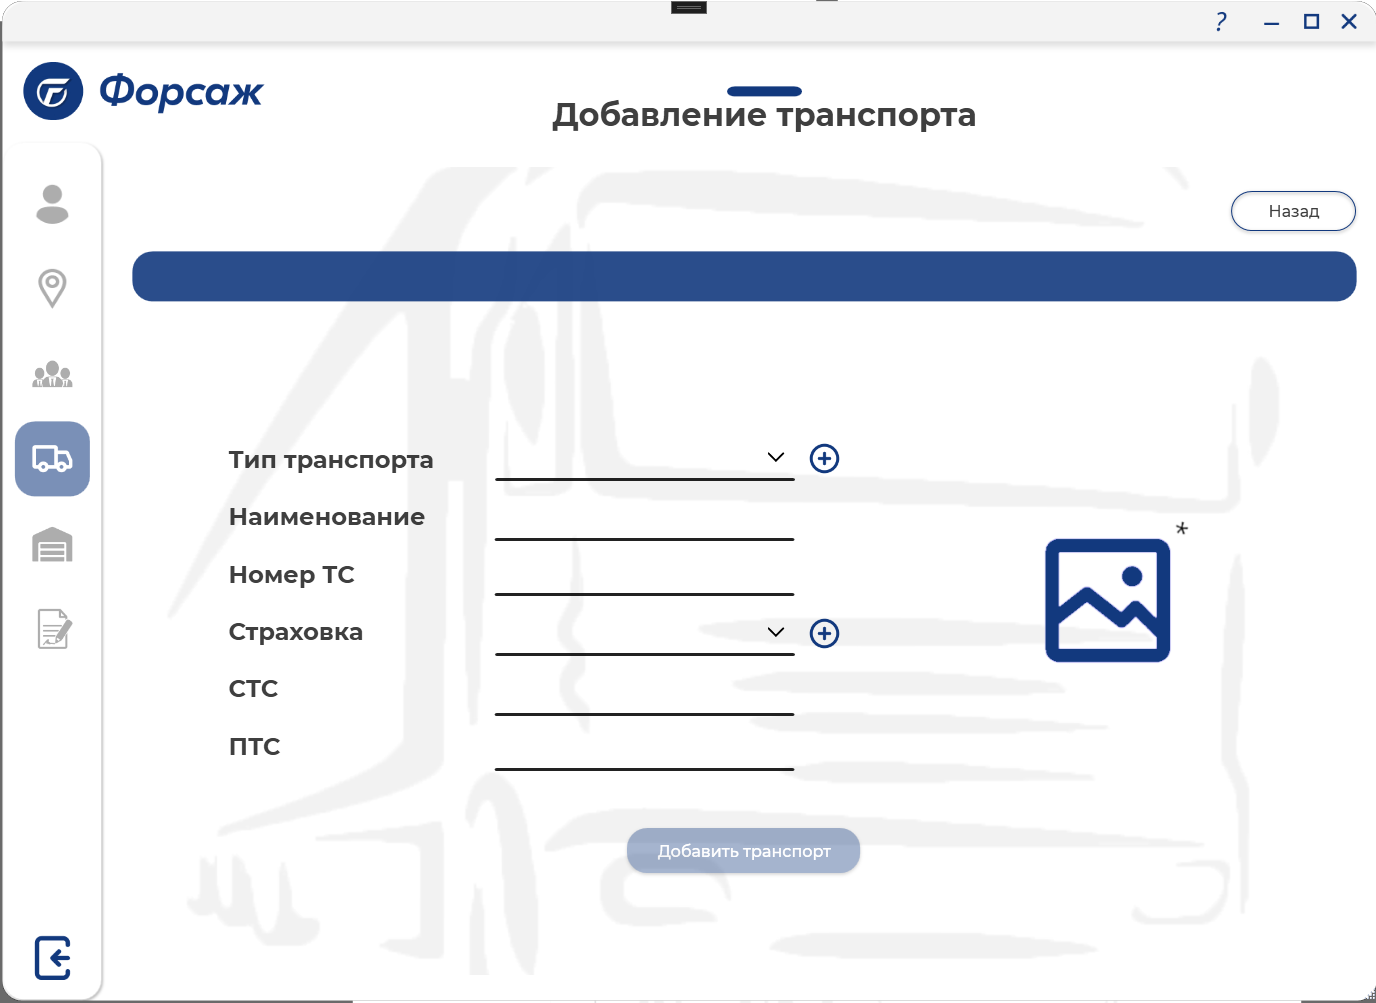 ?
Форсаж
Добавление транспорта
Назад
Тип транспорта
Наименование
Номер ТС
Страховка
СТС
ПТС
*
Добавить транспорт